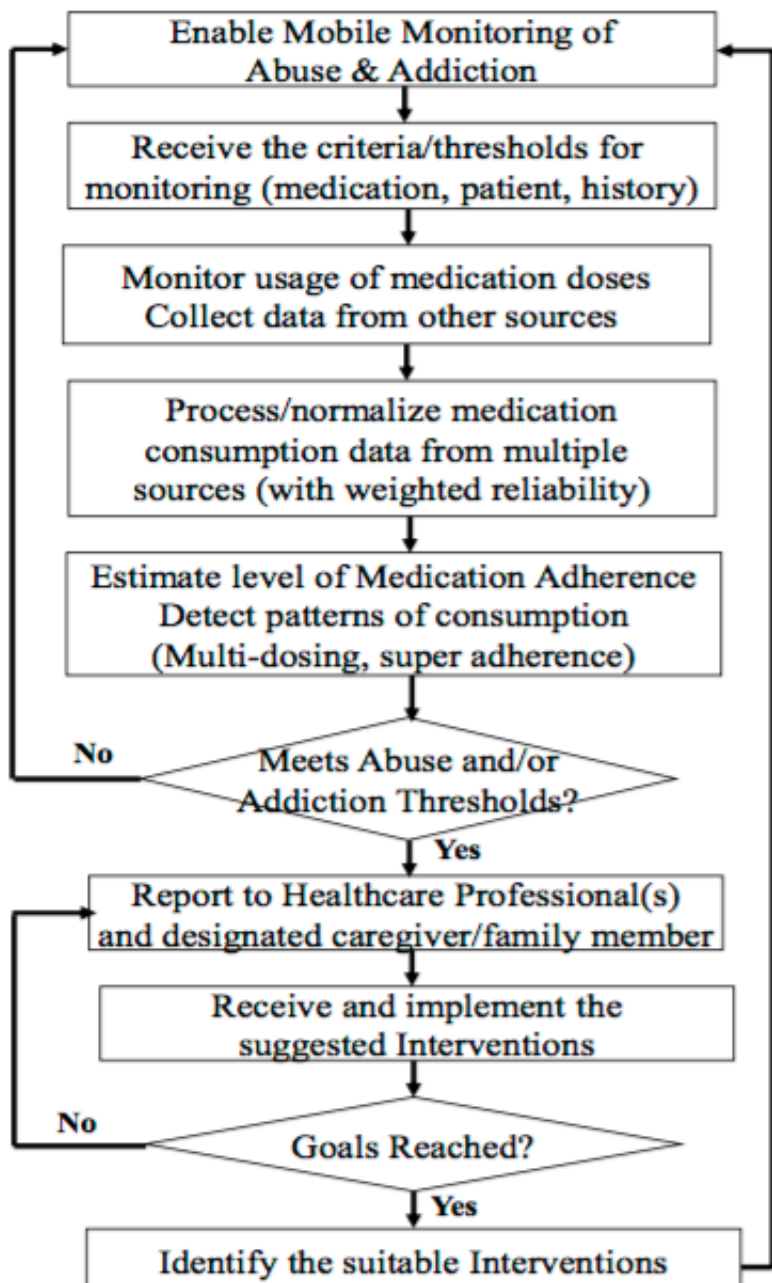 Enable Mobile Monitoring of
Abuse & Addiction
Receive the criteria/thresholds for
monitoring (medication, patient, history)
Monitor usage of medication doses
Collect data from other sources
Process/normalize medication
consumption data from multiple
sources (with weighted reliability)
Estimate level of Medication Adherence
Detect patterns of consumption
(Multi-dosing, super adherence)
No
Meets Abuse and/or
Addiction Thresholds?
Yes
Report to Healthcare Professional(s)
and designated caregiver/family member
Receive and implement the
suggested Interventions
No
Goals Reached?
Yes
Identify the suitable Interventions